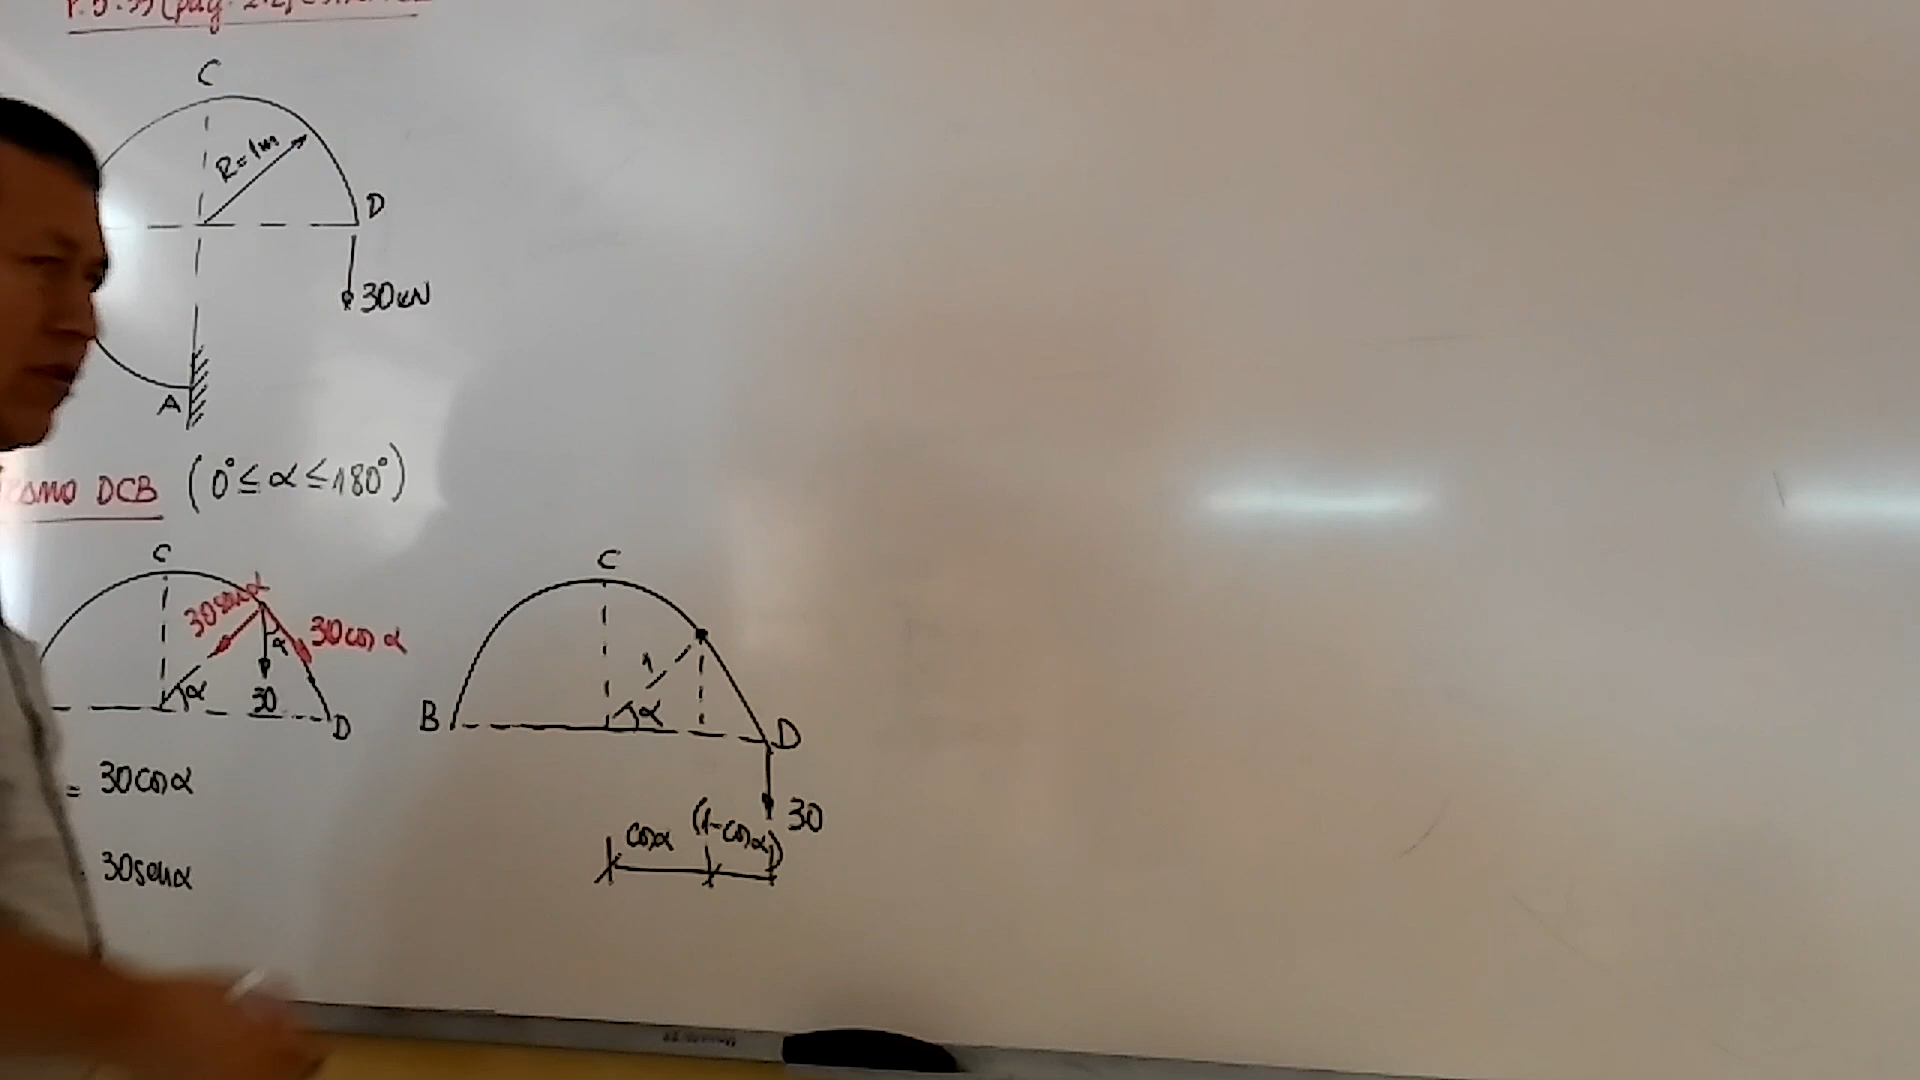 C
R=1m
D
30kN
A
DCB (0° ≤ α ≤ 180°)
C
30senα
30cosα
α
α
30
D
C
1
α
B
D
30
cosα (1-cosα)
= 30cosα
30senα